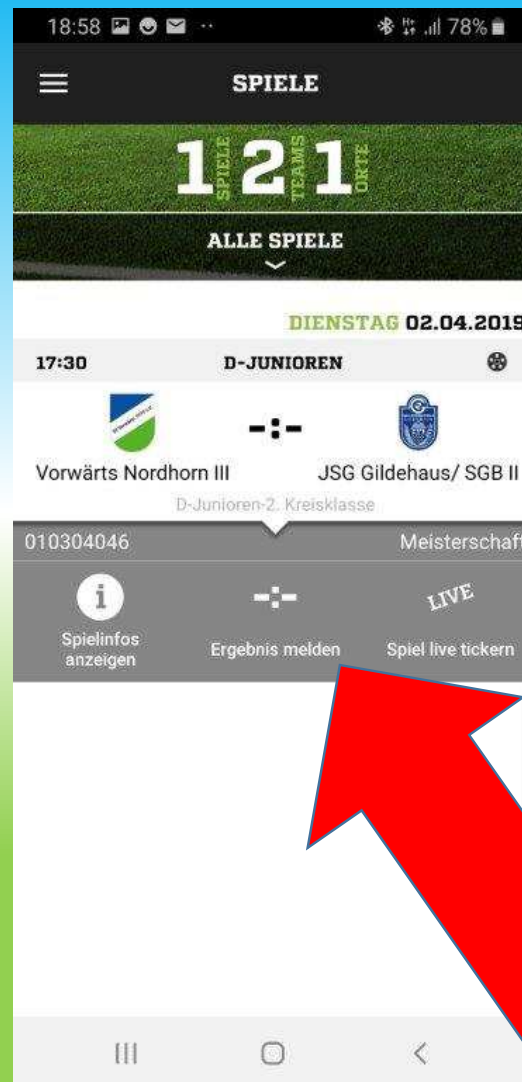 18:58 78%
SPIELE
1 SPIELE 2 TEAMS 1 ORTE
ALLE SPIELE
DIENSTAG 02.04.2019
17:30 D-JUNIOREN
-:-
Vorwärts Nordhorn III JSG Gildehaus/ SGB II
D-Junioren-2. Kreisklasse
010304046 Meisterschaft
i -:- LIVE
Spielinfos anzeigen Ergebnis melden Spiel live tickern